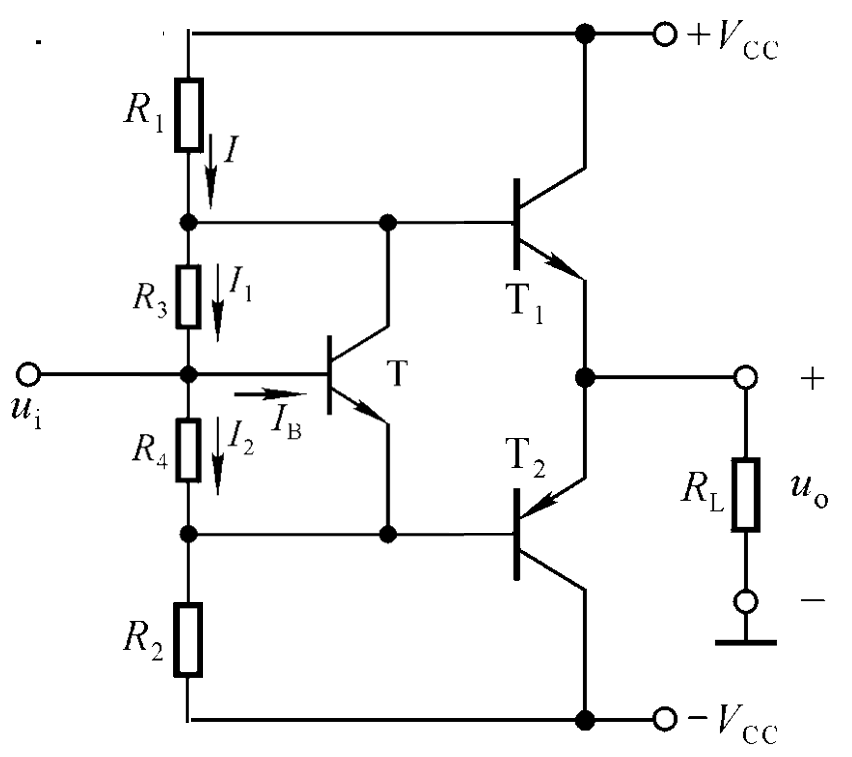 +V_CC
R_1
I
R_3
I_1
T_1
u_i
I_B
T
+
R_4
I_2
T_2
R_L
u_o
R_2
−
−V_CC